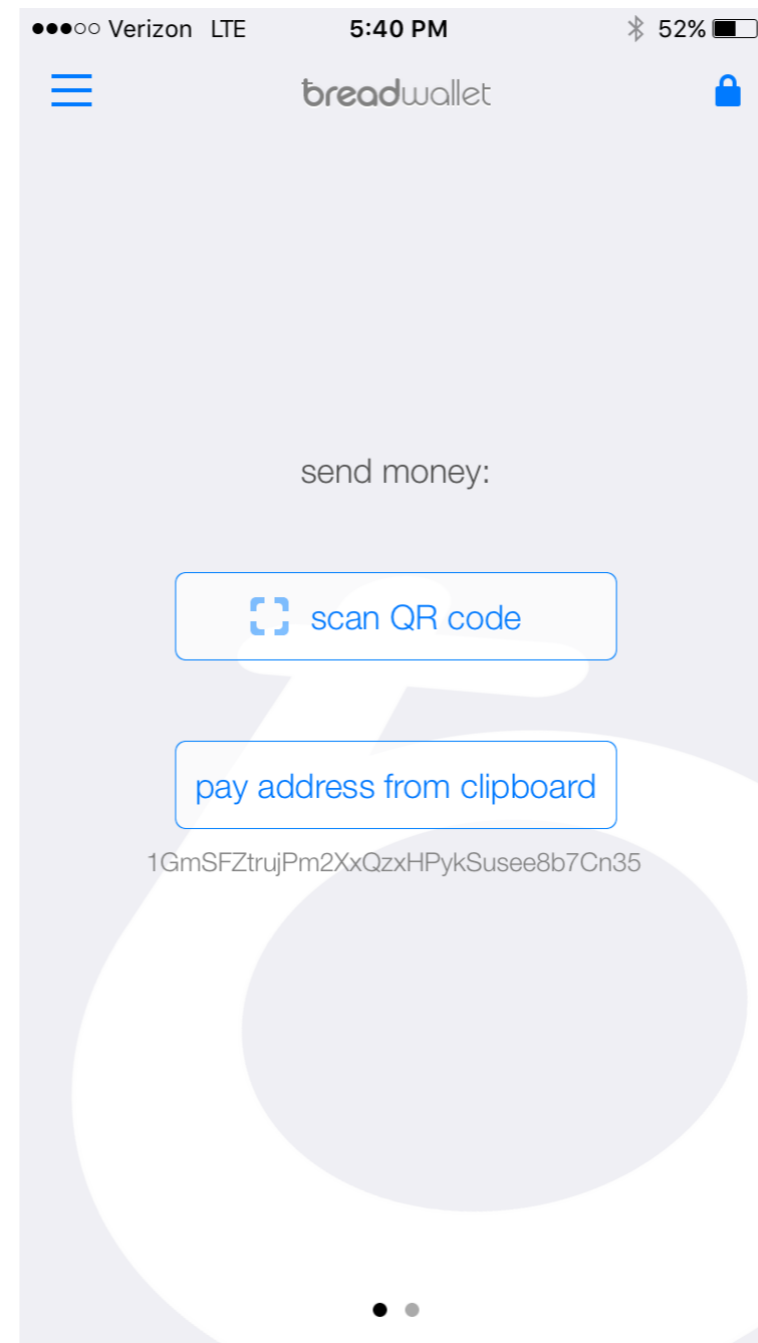 Verizon LTE 5:40 PM 52%
breadwallet
send money:
scan QR code
pay address from clipboard
1GmSFZtrujPm2XxQzxHPykSusee8b7Cn35